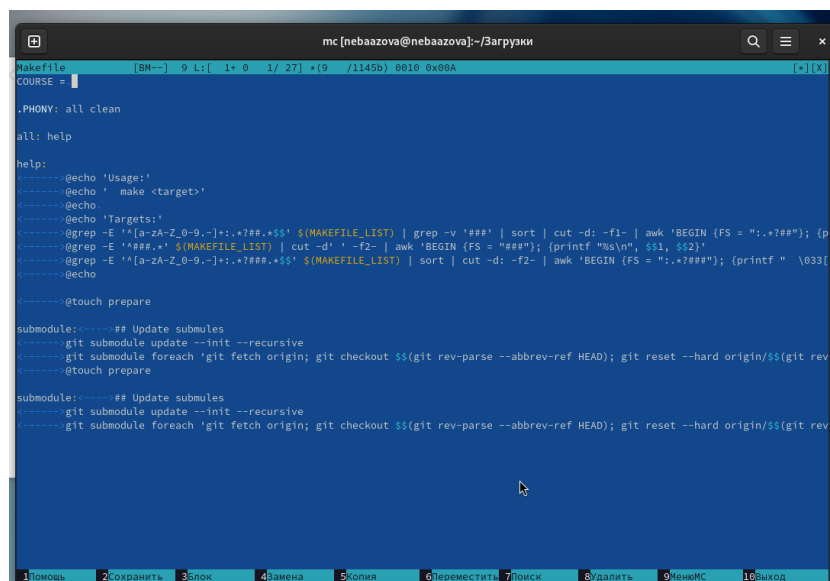 mc [nebaazova@nebaazova]:~/Загрузки
Makefile [BM--] 9 L:[ 1+ 0 1/ 27] *(9 /1145b) 0010 0x00A [*][X]
COURSE =
.PHONY: all clean
all: help
help:
<------>@echo 'Usage:'
<------>@echo ' make <target>'
<------>@echo.
<------>@echo 'Targets:'
<------>@grep -E '^[a-zA-Z_0-9.-]+:.*?##.*$$' $(MAKEFILE_LIST) | grep -v '###' | sort | cut -d: -f1- | awk 'BEGIN {FS = ":.*?##"}; {p
<------>@grep -E '^###.*' $(MAKEFILE_LIST) | cut -d' ' -f2- | awk 'BEGIN {FS = "###"}; {printf "%s\n", $$1, $$2}'
<------>@grep -E '^[a-zA-Z_0-9.-]+:.*?###.*$$' $(MAKEFILE_LIST) | sort | cut -d: -f2- | awk 'BEGIN {FS = ":.*?###"}; {printf " \033[
<------>@echo
<------>@touch prepare
submodule:<---->## Update submules
<------>git submodule update --init --recursive
<------>git submodule foreach 'git fetch origin; git checkout $$(git rev-parse --abbrev-ref HEAD); git reset --hard origin/$$(git rev
<------>@touch prepare
submodule:<---->## Update submules
<------>git submodule update --init --recursive
<------>git submodule foreach 'git fetch origin; git checkout $$(git rev-parse --abbrev-ref HEAD); git reset --hard origin/$$(git rev
1Помощь 2Сохранить 3Блок 4Замена 5Копия 6Переместить 7Поиск 8Удалить 9МенюMC 10Выход